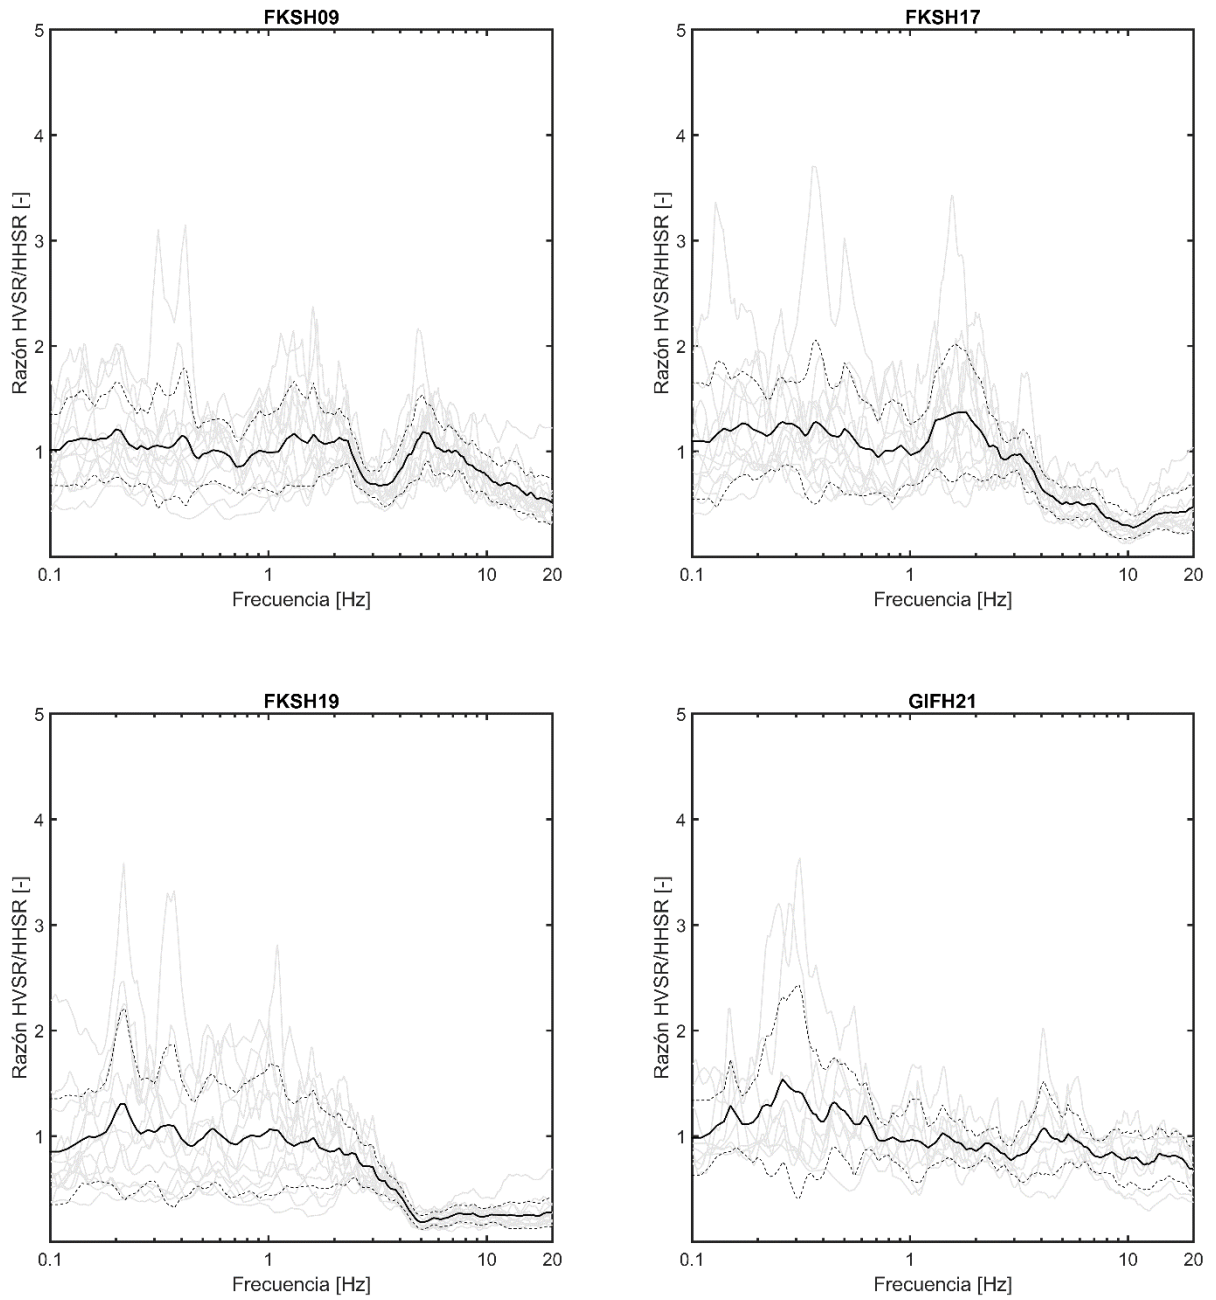 FKSH09
5
4
3
2
1
Razón HVSR/HHSR [-]
0.1 1 10 20
Frecuencia [Hz]
FKSH17
5
4
3
2
1
Razón HVSR/HHSR [-]
0.1 1 10 20
Frecuencia [Hz]
FKSH19
5
4
3
2
1
Razón HVSR/HHSR [-]
0.1 1 10 20
Frecuencia [Hz]
GIFH21
5
4
3
2
1
Razón HVSR/HHSR [-]
0.1 1 10 20
Frecuencia [Hz]